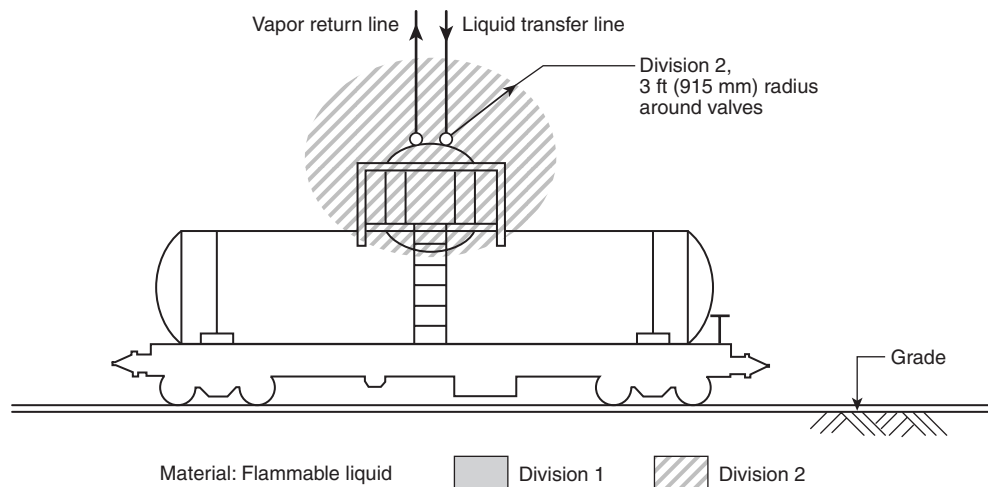 Vapor return line
Liquid transfer line
Division 2,
3 ft (915 mm) radius
around valves
Grade
Material: Flammable liquid
Division 1
Division 2